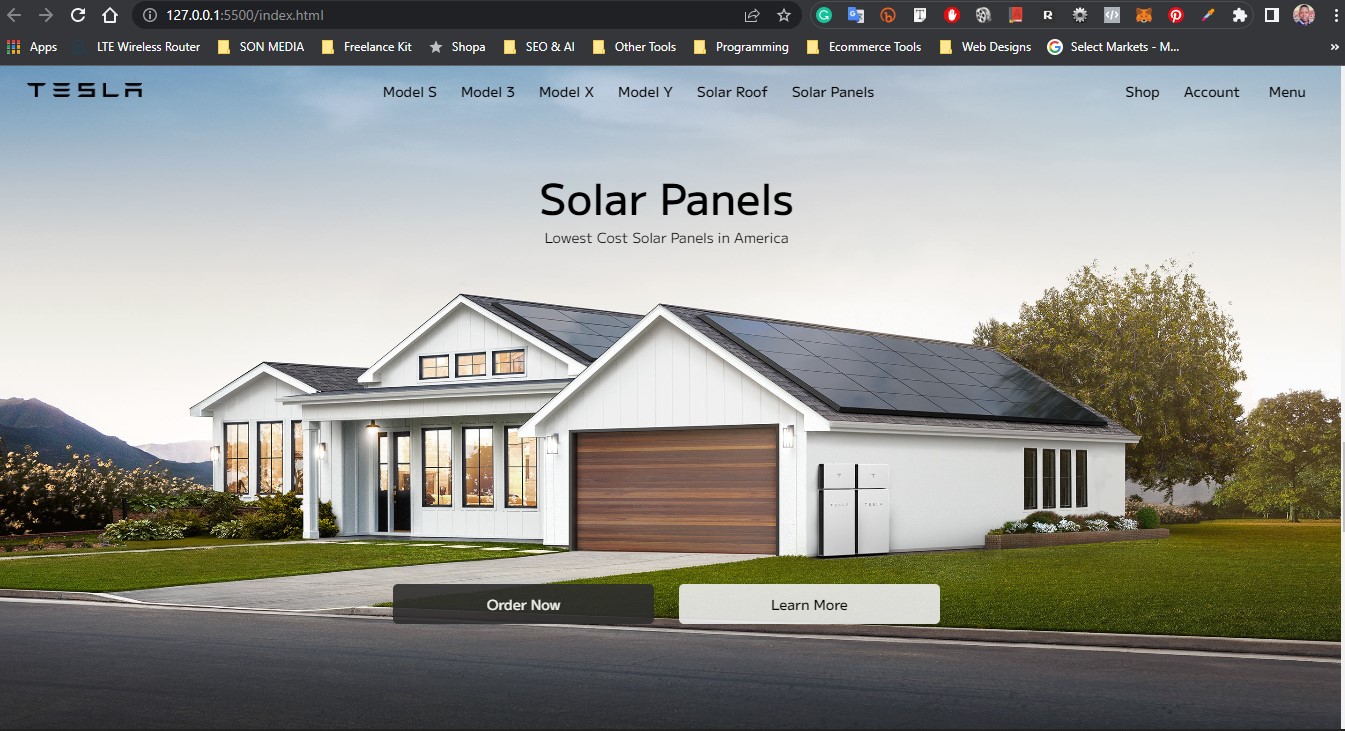 127.0.0.1:5500/index.html
Apps LTE Wireless Router SON MEDIA Freelance Kit Shopa SEO & AI Other Tools Programming Ecommerce Tools Web Designs Select Markets - M... »
TESLA Model S Model 3 Model X Model Y Solar Roof Solar Panels Shop Account Menu
Solar Panels
Lowest Cost Solar Panels in America
TESLA TESLA
Order Now Learn More